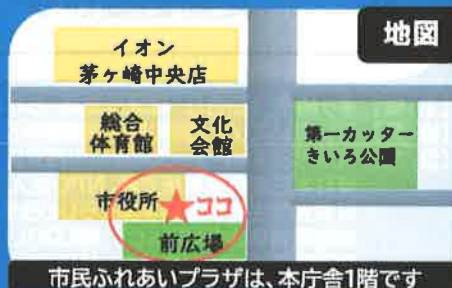 地図
イオン
茅ヶ崎中央店
総合
体育館
文化
会館
第一カッター
きいろ公園
市役所
★ココ
前広場
市民ふれあいプラザは、本庁舎1階です